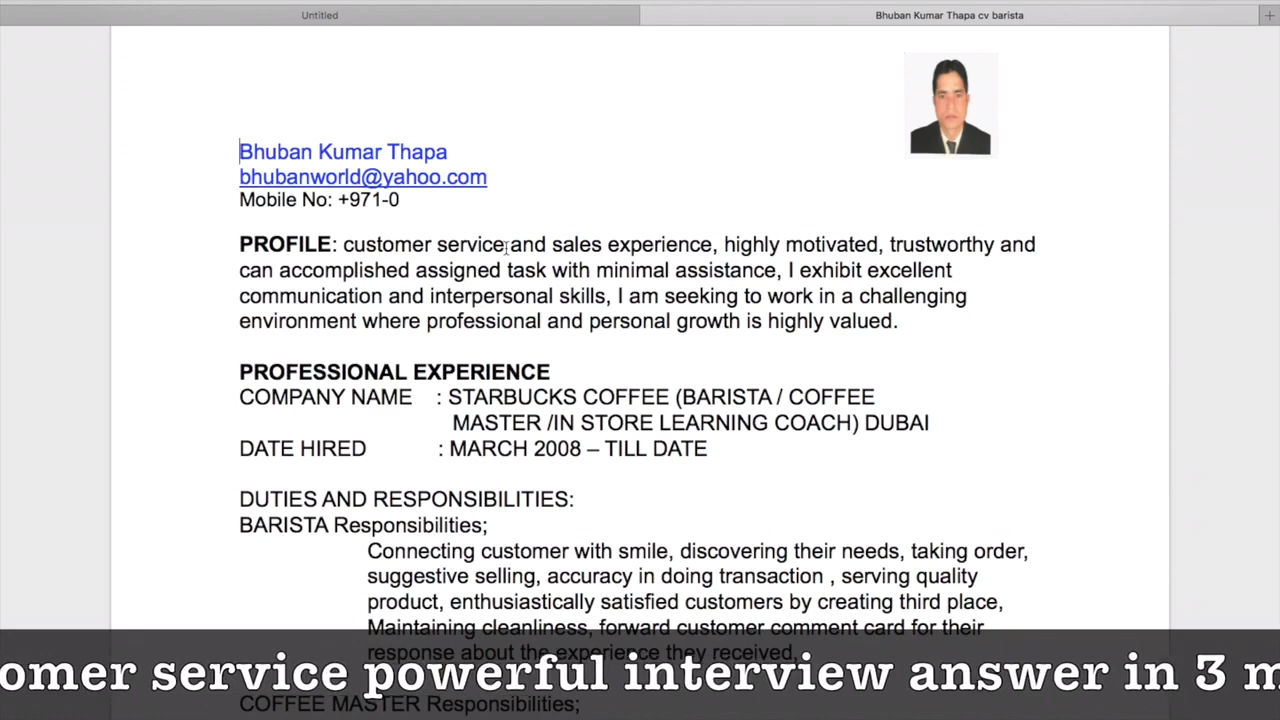 Untitled
Bhuban Kumar Thapa cv barista
Bhuban Kumar Thapa
bhubanworld@yahoo.com
Mobile No: +971-0
PROFILE: customer service and sales experience, highly motivated, trustworthy and
can accomplished assigned task with minimal assistance, I exhibit excellent
communication and interpersonal skills, I am seeking to work in a challenging
environment where professional and personal growth is highly valued.
PROFESSIONAL EXPERIENCE
COMPANY NAME : STARBUCKS COFFEE (BARISTA / COFFEE
MASTER /IN STORE LEARNING COACH) DUBAI
DATE HIRED : MARCH 2008 – TILL DATE
DUTIES AND RESPONSIBILITIES:
BARISTA Responsibilities;
Connecting customer with smile, discovering their needs, taking order,
suggestive selling, accuracy in doing transaction , serving quality
product, enthusiastically satisfied customers by creating third place,
Maintaining cleanliness, forward customer comment card for their
response about the experience they received,
omer service powerful interview answer in 3 m
COFFEE MASTER Responsibilities;